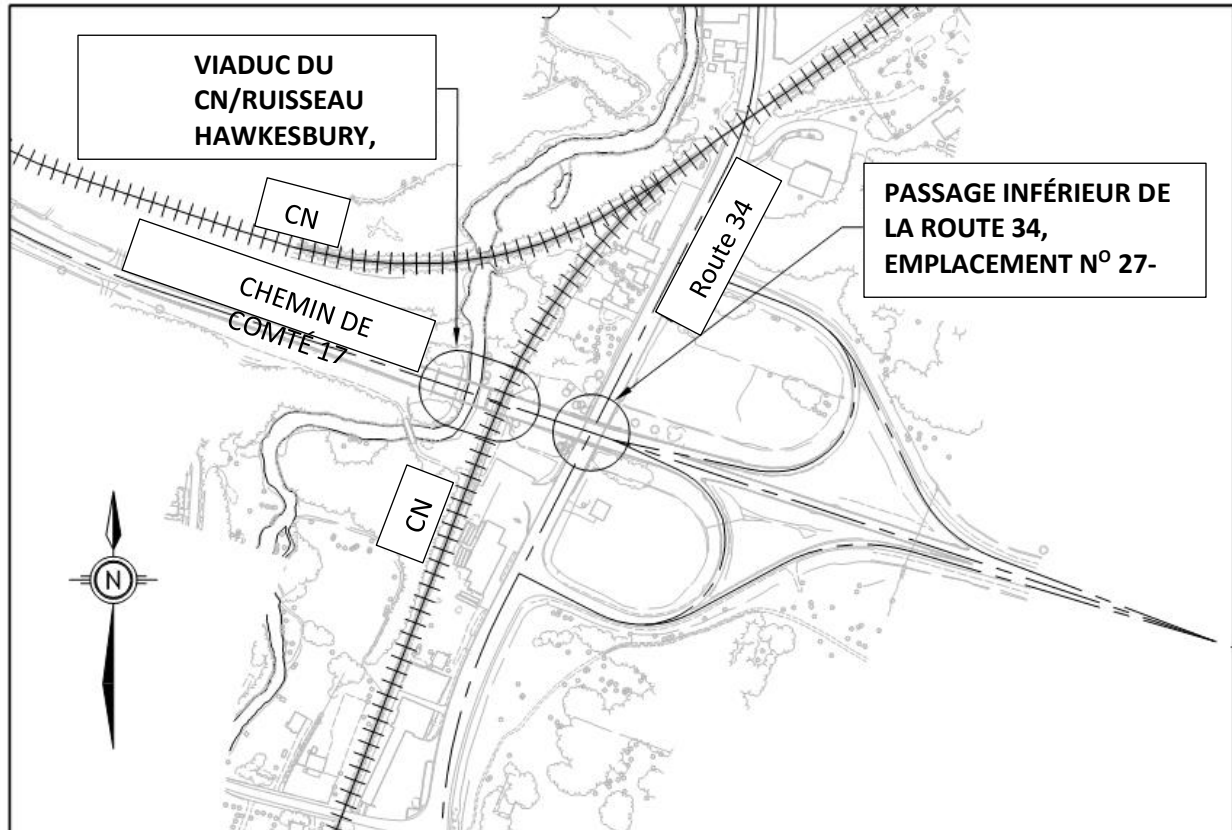 VIADUC DU
CN/RUISSEAU
HAWKESBURY,
CN
CHEMIN DE
COMTÉ 17
Route 34
PASSAGE INFÉRIEUR DE
LA ROUTE 34,
EMPLACEMENT Nº 27-
CN
N